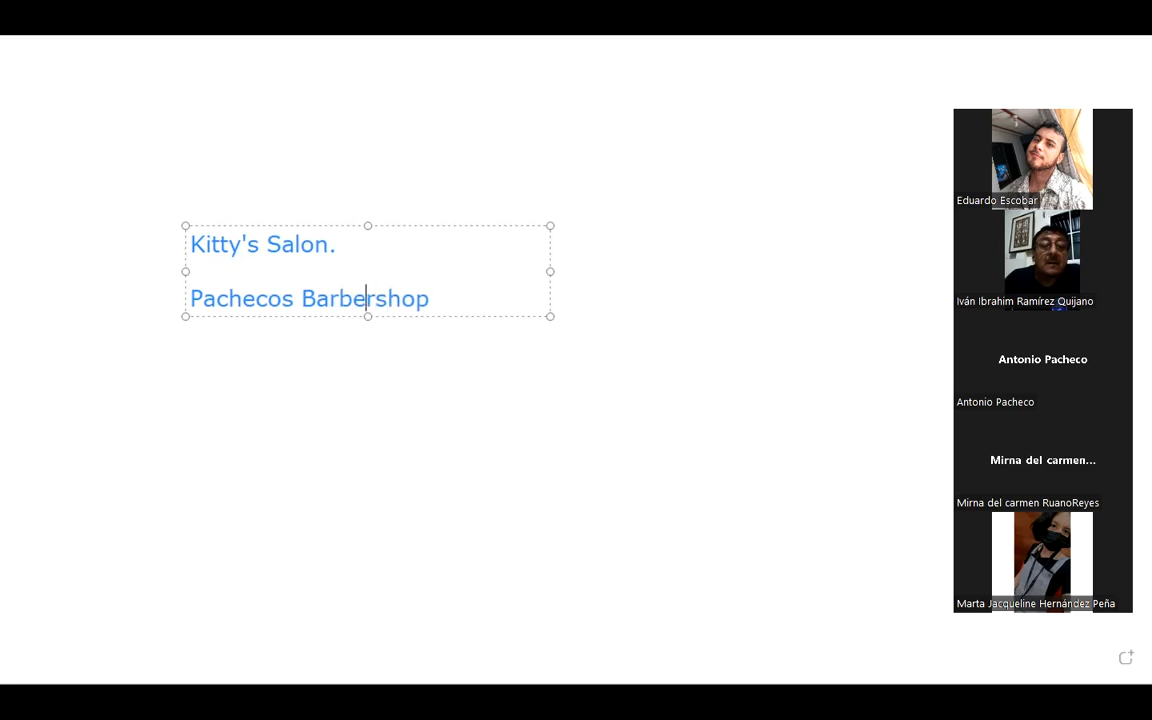 Kitty's Salon.
Pachecos Barbershop
Eduardo Escobar
Iván Ibrahim Ramírez Quijano
Antonio Pacheco
Antonio Pacheco
Mirna del carmen...
Mirna del carmen RuanoReyes
Marta Jacqueline Hernández Peña